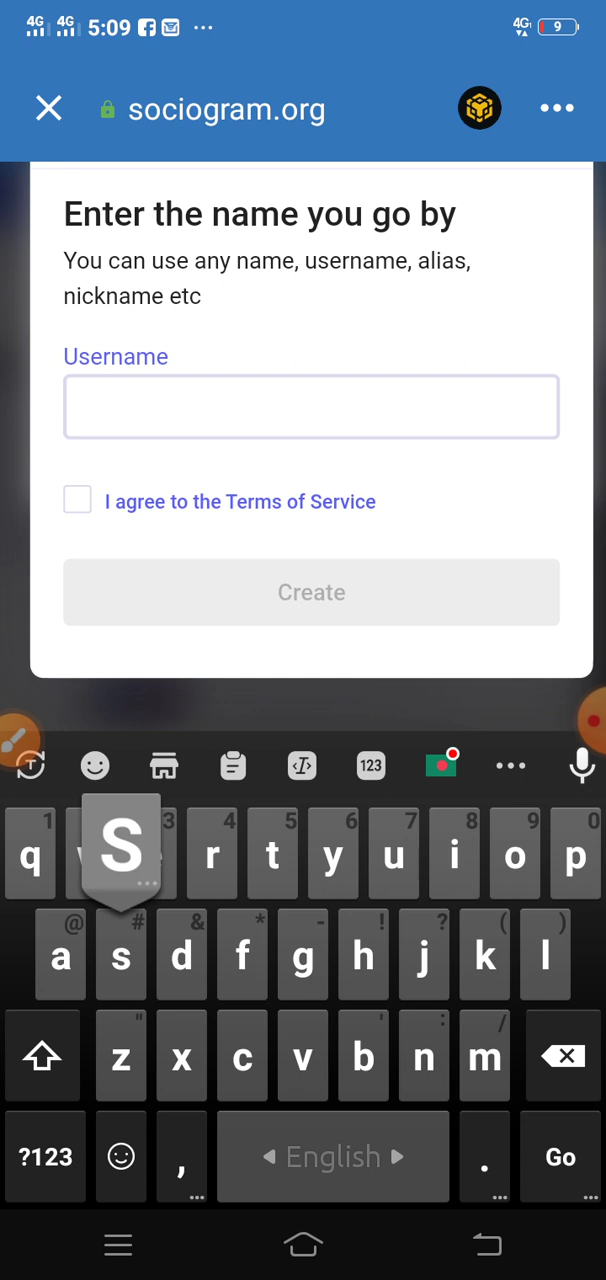 4G 4G 5:09 ... 4G 9
sociogram.org
Enter the name you go by
You can use any name, username, alias,
nickname etc
Username
I agree to the Terms of Service
Create
T 123
1 3 4 5 6 7 8 9 0
q S r t y u i o p
@ # & * - ! ? ( )
a s d f g h j k l
" ' : /
z x c v b n m
?123 , English . Go